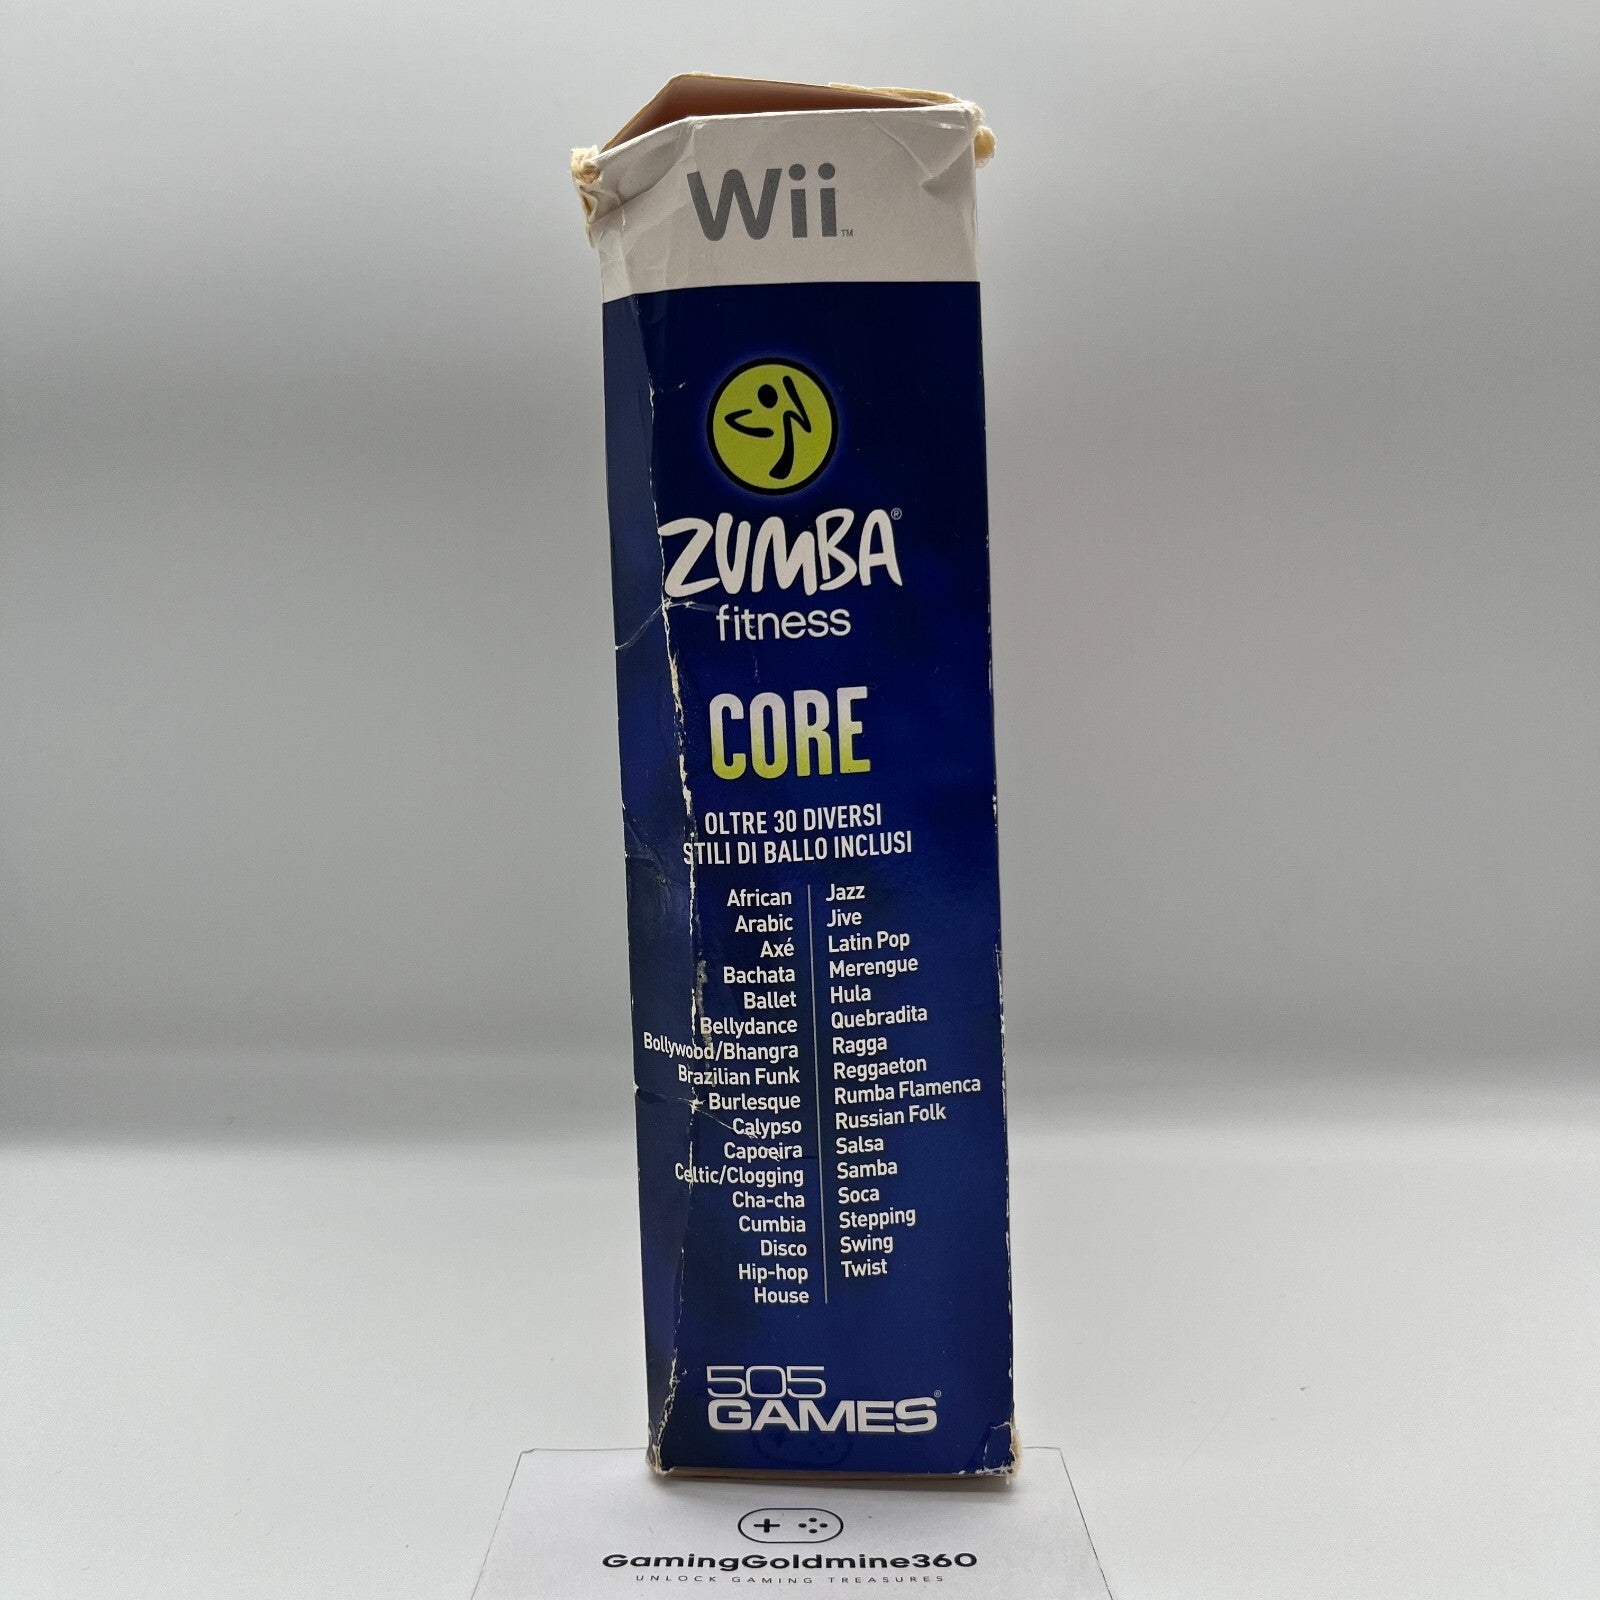 Wii™
ZUMBA®
fitness
CORE
OLTRE 30 DIVERSI
STILI DI BALLO INCLUSI
African
Arabic
Axé
Bachata
Ballet
Bellydance
Bollywood/Bhangra
Brazilian Funk
Burlesque
Calypso
Capoeira
Celtic/Clogging
Cha-cha
Cumbia
Disco
Hip-hop
House
Jazz
Jive
Latin Pop
Merengue
Hula
Quebradita
Ragga
Reggaeton
Rumba Flamenca
Russian Folk
Salsa
Samba
Soca
Stepping
Swing
Twist
505
GAMES®
GamingGoldmine360
UNLOCK GAMING TREASURES